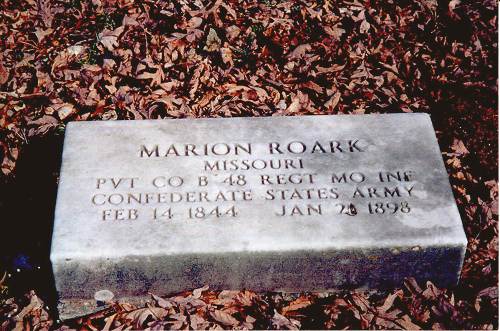 MARION ROARK
MISSOURI
PVT CO B 48 REGT MO INF
CONFEDERATE STATES ARMY
FEB 14 1844 JAN 1898